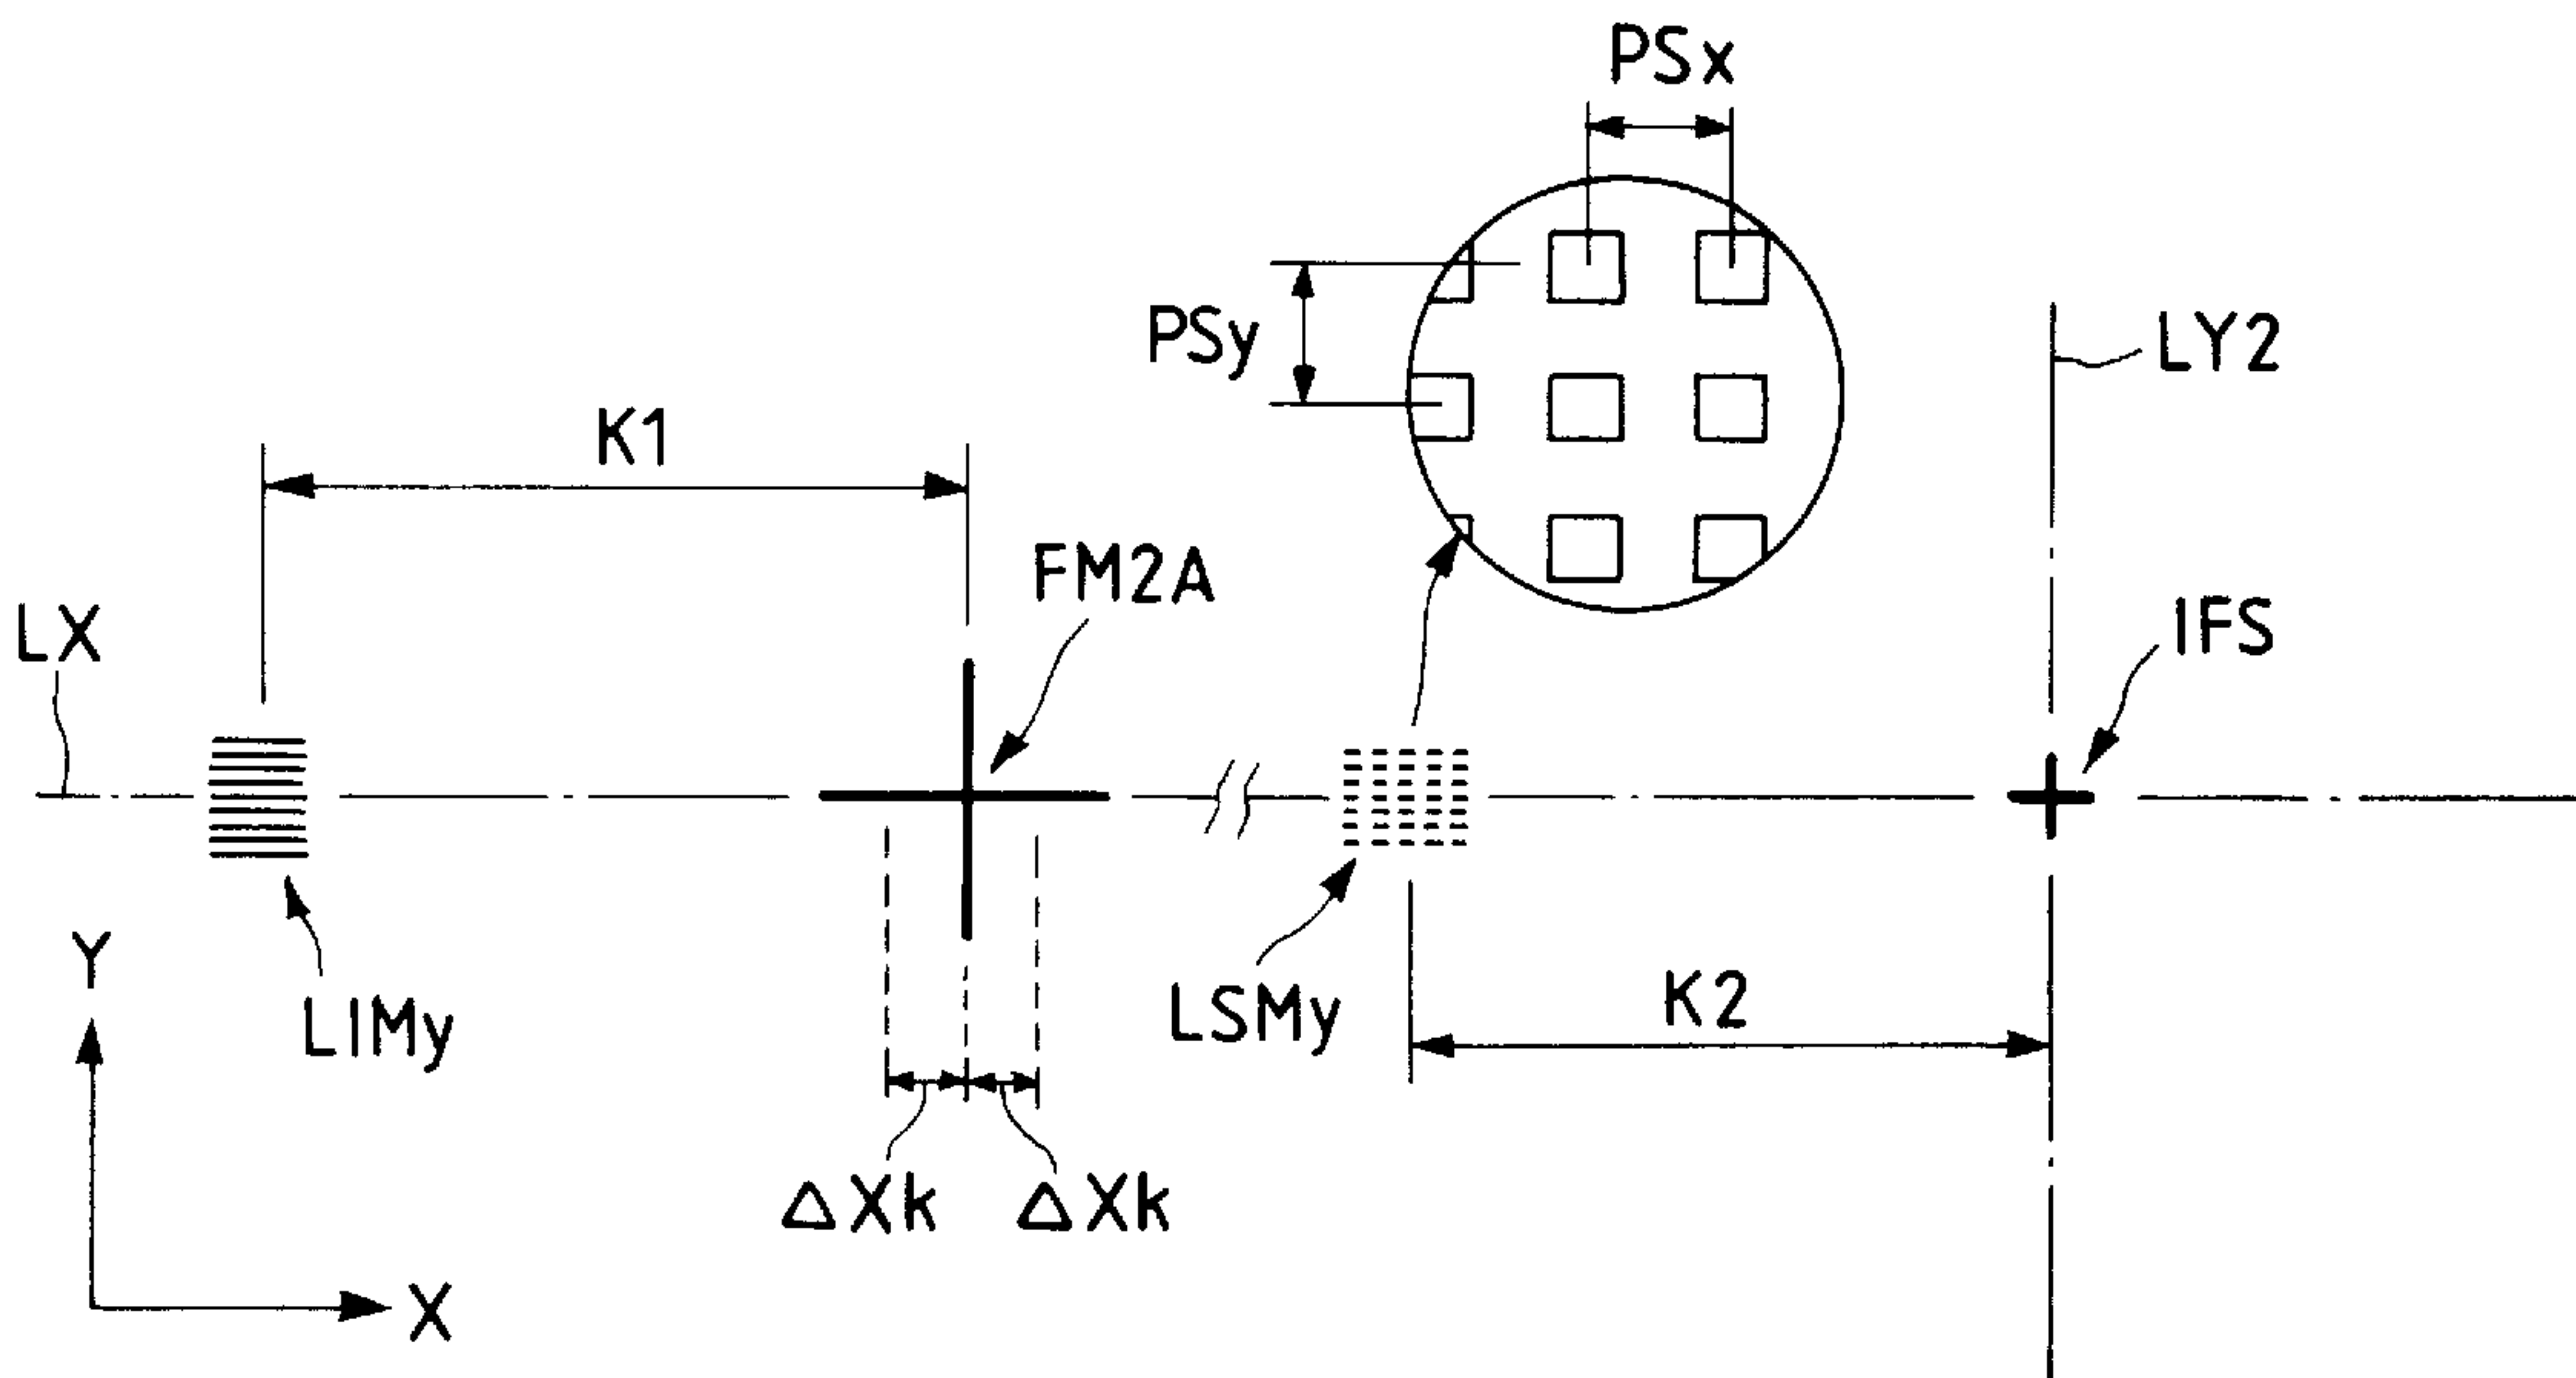 PSx
PSy
LY2
K1
FM2A
LX
IFS
Y
LIMy
LSMy
K2
ΔXk
ΔXk
X